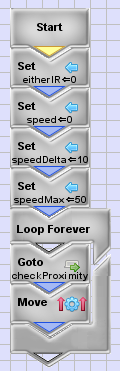 Start
Set
eitherIR⇐0
Set
speed⇐0
Set
speedDelta⇐10
Set
speedMax⇐50
Loop Forever
Goto
checkProximity
Move